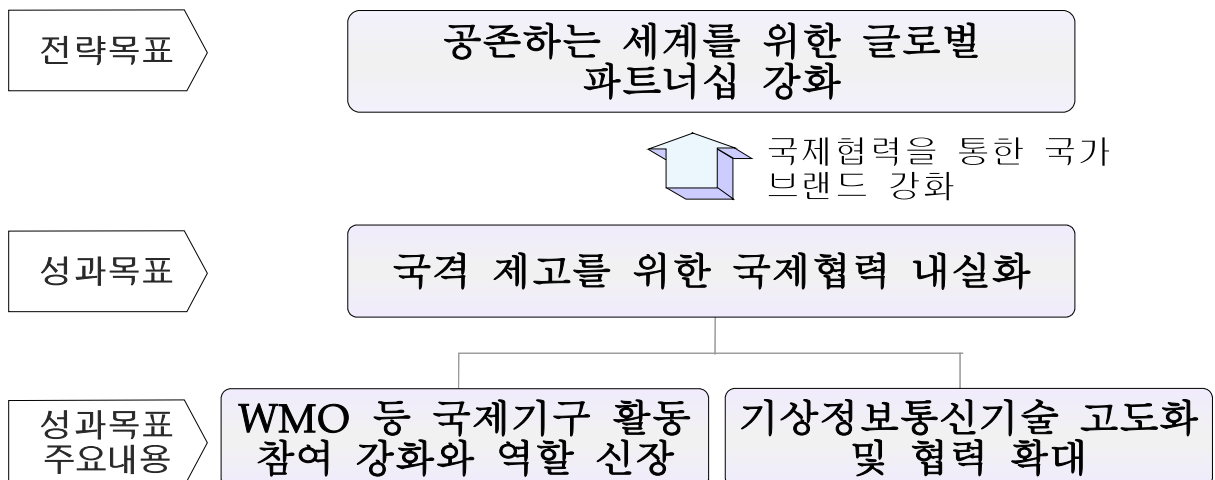 전략목표
공존하는 세계를 위한 글로벌
파트너십 강화
국제협력을 통한 국가
브랜드 강화
성과목표
국격 제고를 위한 국제협력 내실화
성과목표
주요내용
WMO 등 국제기구 활동
참여 강화와 역할 신장
기상정보통신기술 고도화
및 협력 확대